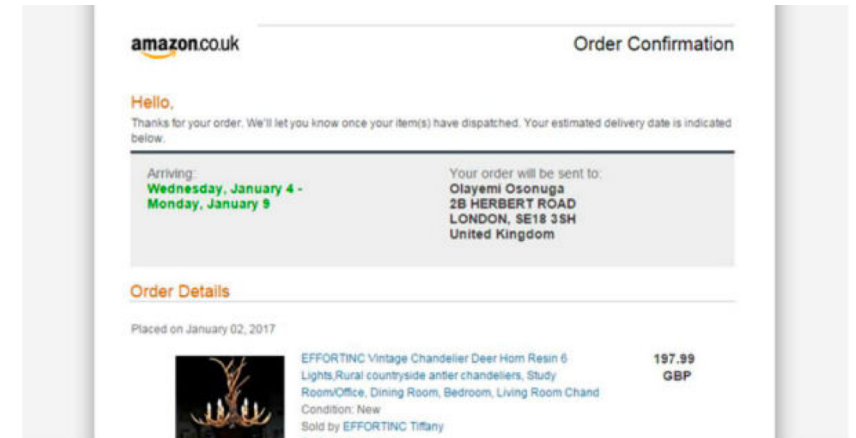 amazon.co.uk
Order Confirmation
Hello,
Thanks for your order. We'll let you know once your item(s) have dispatched. Your estimated delivery date is indicated
below.
Arriving:
Wednesday, January 4 -
Monday, January 9
Your order will be sent to:
Olayemi Osonuga
2B HERBERT ROAD
LONDON, SE18 3SH
United Kingdom
Order Details
Placed on January 02, 2017
EFFORTINC Vintage Chandelier Deer Horn Resin 6
Lights,Rural countryside antler chandeliers, Study
Room/Office, Dining Room, Bedroom, Living Room Chand
Condition: New
Sold by EFFORTINC Tiffany
197.99
GBP